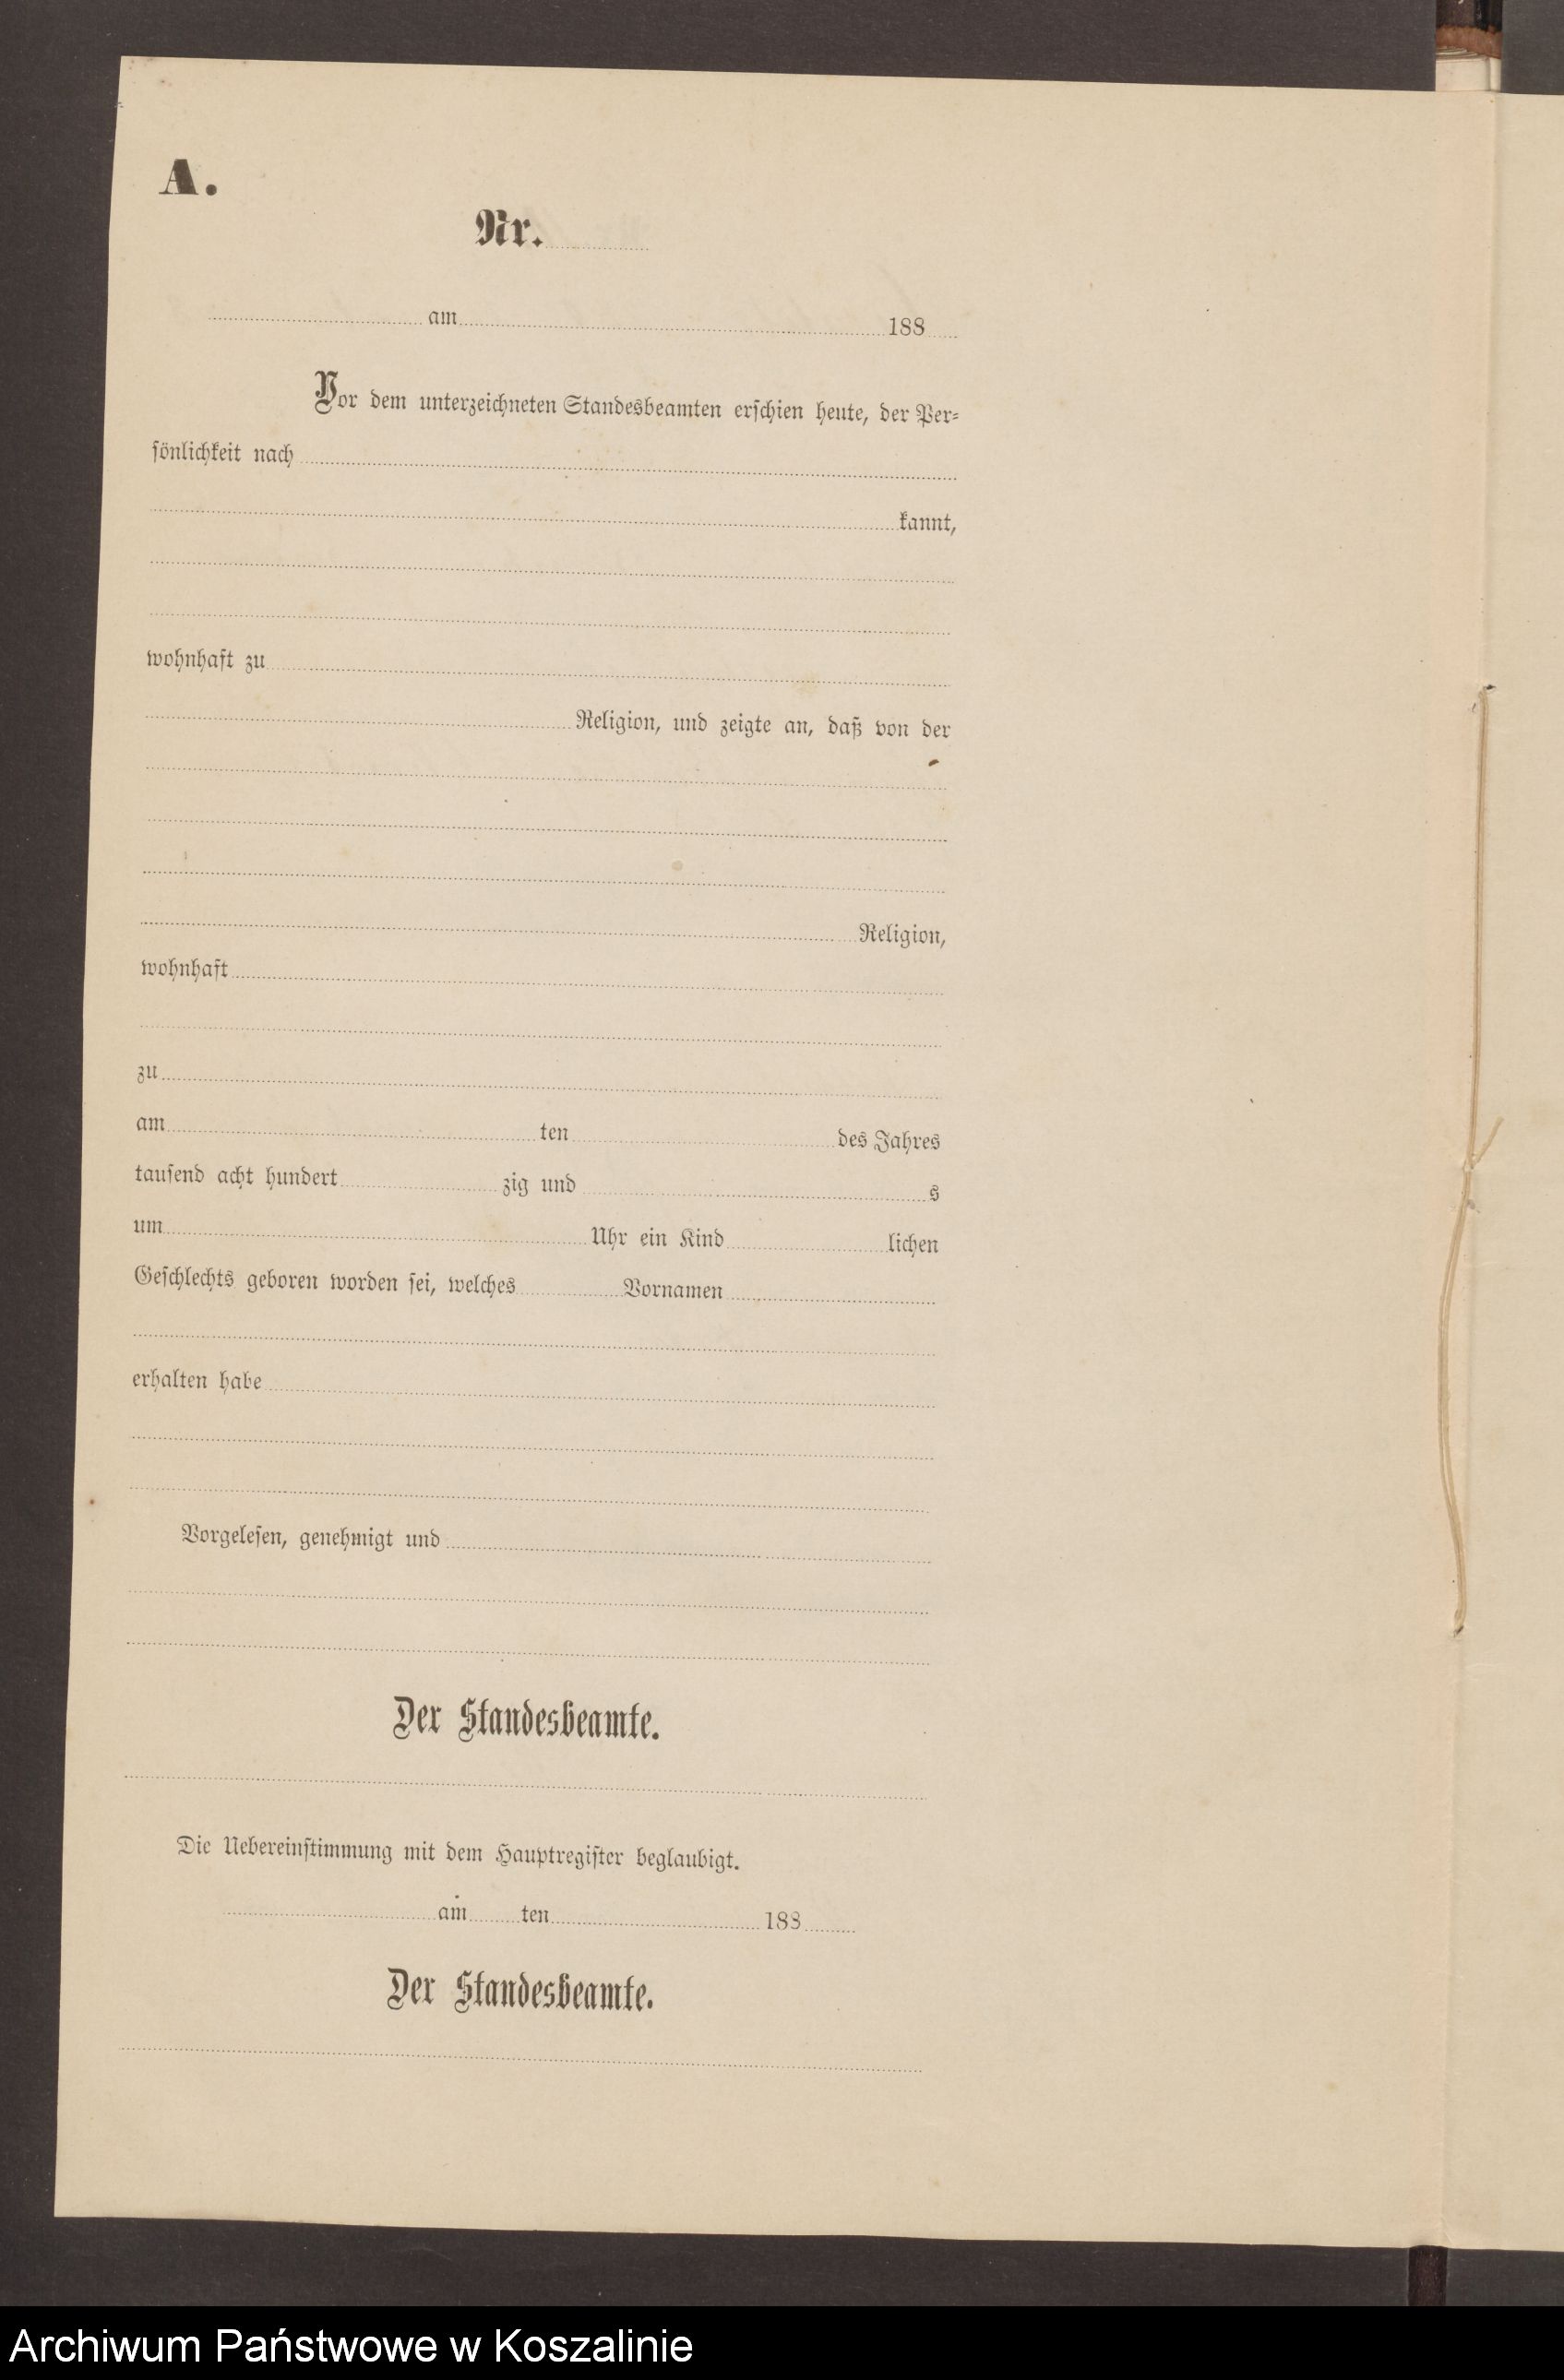 A.
Nr.
am 188
Vor dem unterzeichneten Standesbeamten erschien heute, der Per-
sönlichkeit nach
kannt,
wohnhaft zu
Religion, und zeigte an, daß von der
Religion,
wohnhaft
zu
am ten des Jahres
tausend acht hundert zig und s
um Uhr ein Kind lichen
Geschlechts geboren worden sei, welches Vornamen
erhalten habe
Vorgelesen, genehmigt und
Der Standesbeamte.
Die Uebereinstimmung mit dem Hauptregister beglaubigt.
am ten 188
Der Standesbeamte.
Archiwum Państwowe w Koszalinie